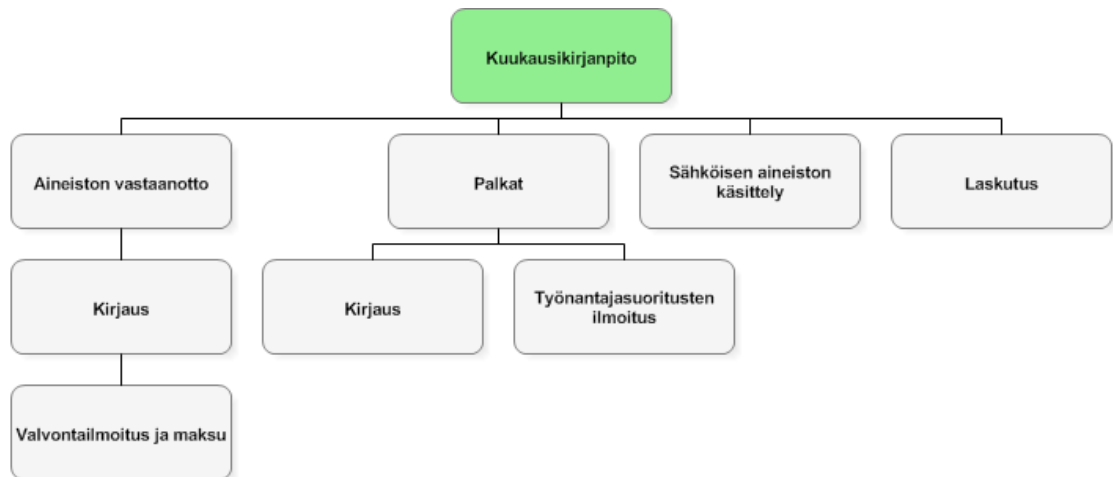 Kuukausikirjanpito
Aineiston vastaanotto
Palkat
Sähköisen aineiston
käsittely
Laskutus
Kirjaus
Kirjaus
Työnantajasuoritusten
ilmoitus
Valvontailmoitus ja maksu